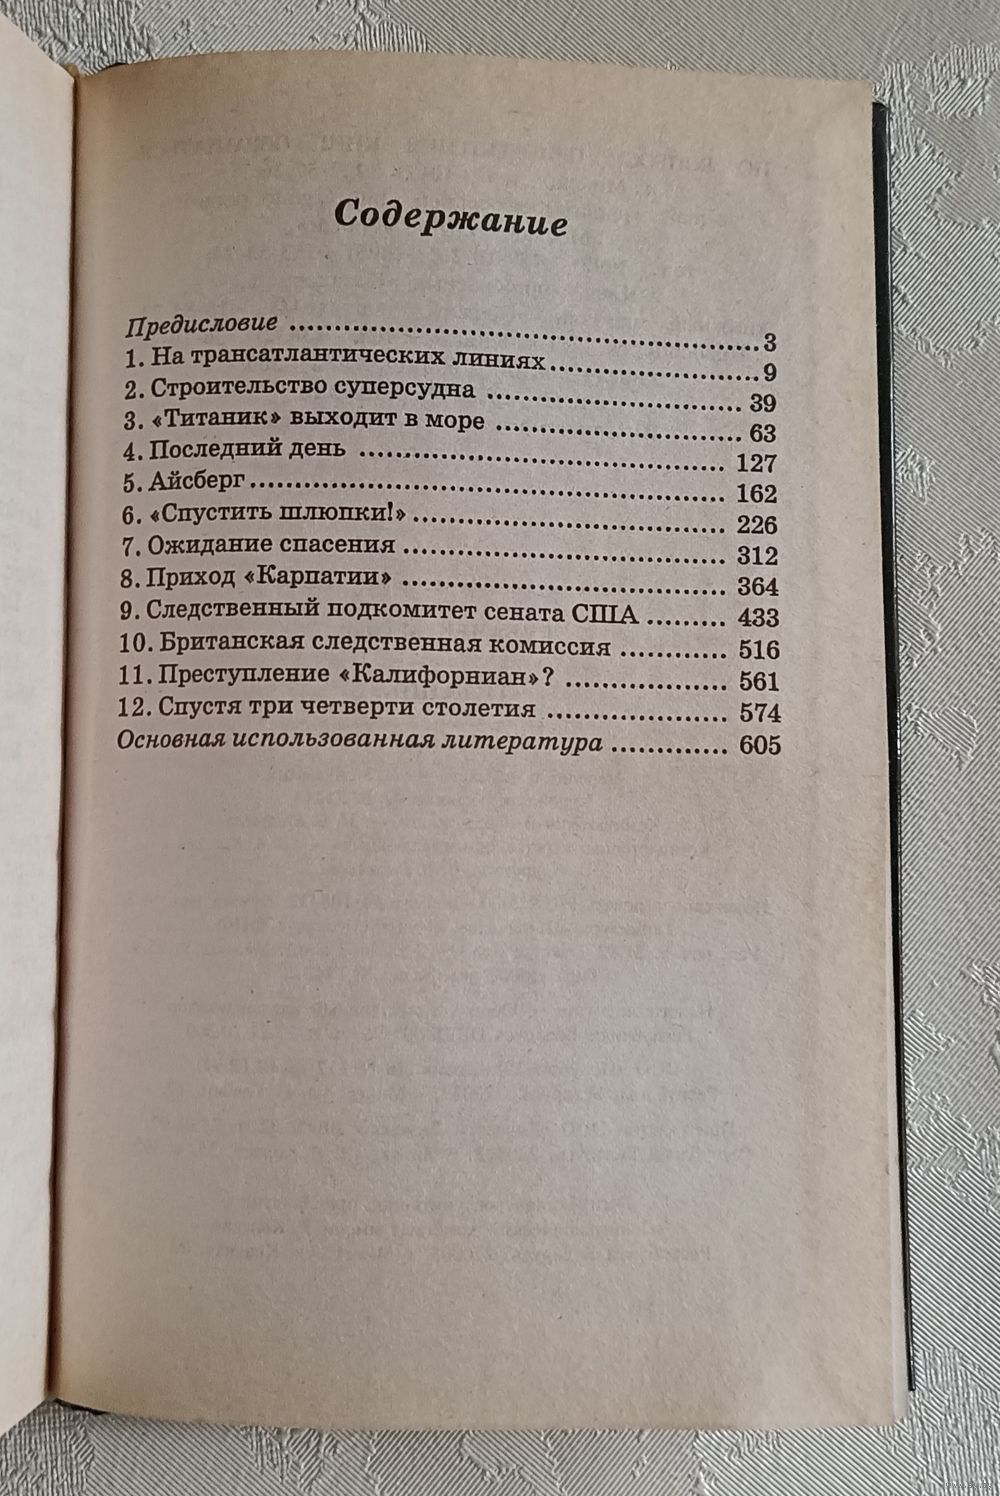 Содержание
Предисловие ........................................................ 3
1. На трансатлантических линиях............................ 9
2. Строительство суперсудна ................................ 39
3. «Титаник» выходит в море ................................ 63
4. Последний день ............................................. 127
5. Айсберг.......................................................... 162
6. «Спустить шлюпки!»...................................... 226
7. Ожидание спасения ........................................ 312
8. Приход «Карпатии» ........................................ 364
9. Следственный подкомитет сената США ......... 433
10. Британская следственная комиссия ............ 516
11. Преступление «Калифорниан»? .................. 561
12. Спустя три четверти столетия .................... 574
Основная использованная литература ............. 605